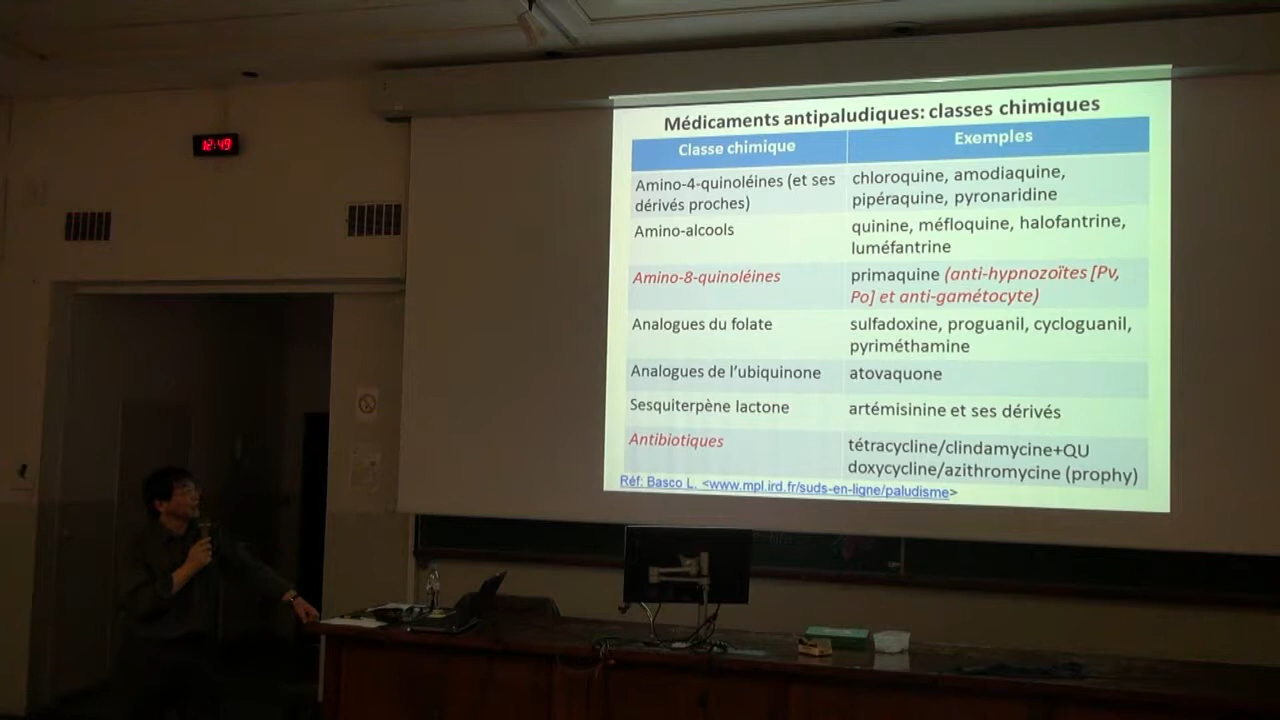 12:49
Médicaments antipaludiques: classes chimiques
Classe chimique
Exemples
Amino-4-quinoléines (et ses
dérivés proches)
chloroquine, amodiaquine,
pipéraquine, pyronaridine
Amino-alcools
quinine, méfloquine, halofantrine,
luméfantrine
Amino-8-quinoléines
primaquine (anti-hypnozoïtes [Pv,
Po] et anti-gamétocyte)
Analogues du folate
sulfadoxine, proguanil, cycloguanil,
pyriméthamine
Analogues de l'ubiquinone
atovaquone
Sesquiterpène lactone
artémisinine et ses dérivés
Antibiotiques
tétracycline/clindamycine+QU
doxycycline/azithromycine (prophy)
Réf: Basco L. <www.mpl.ird.fr/suds-en-ligne/paludisme>